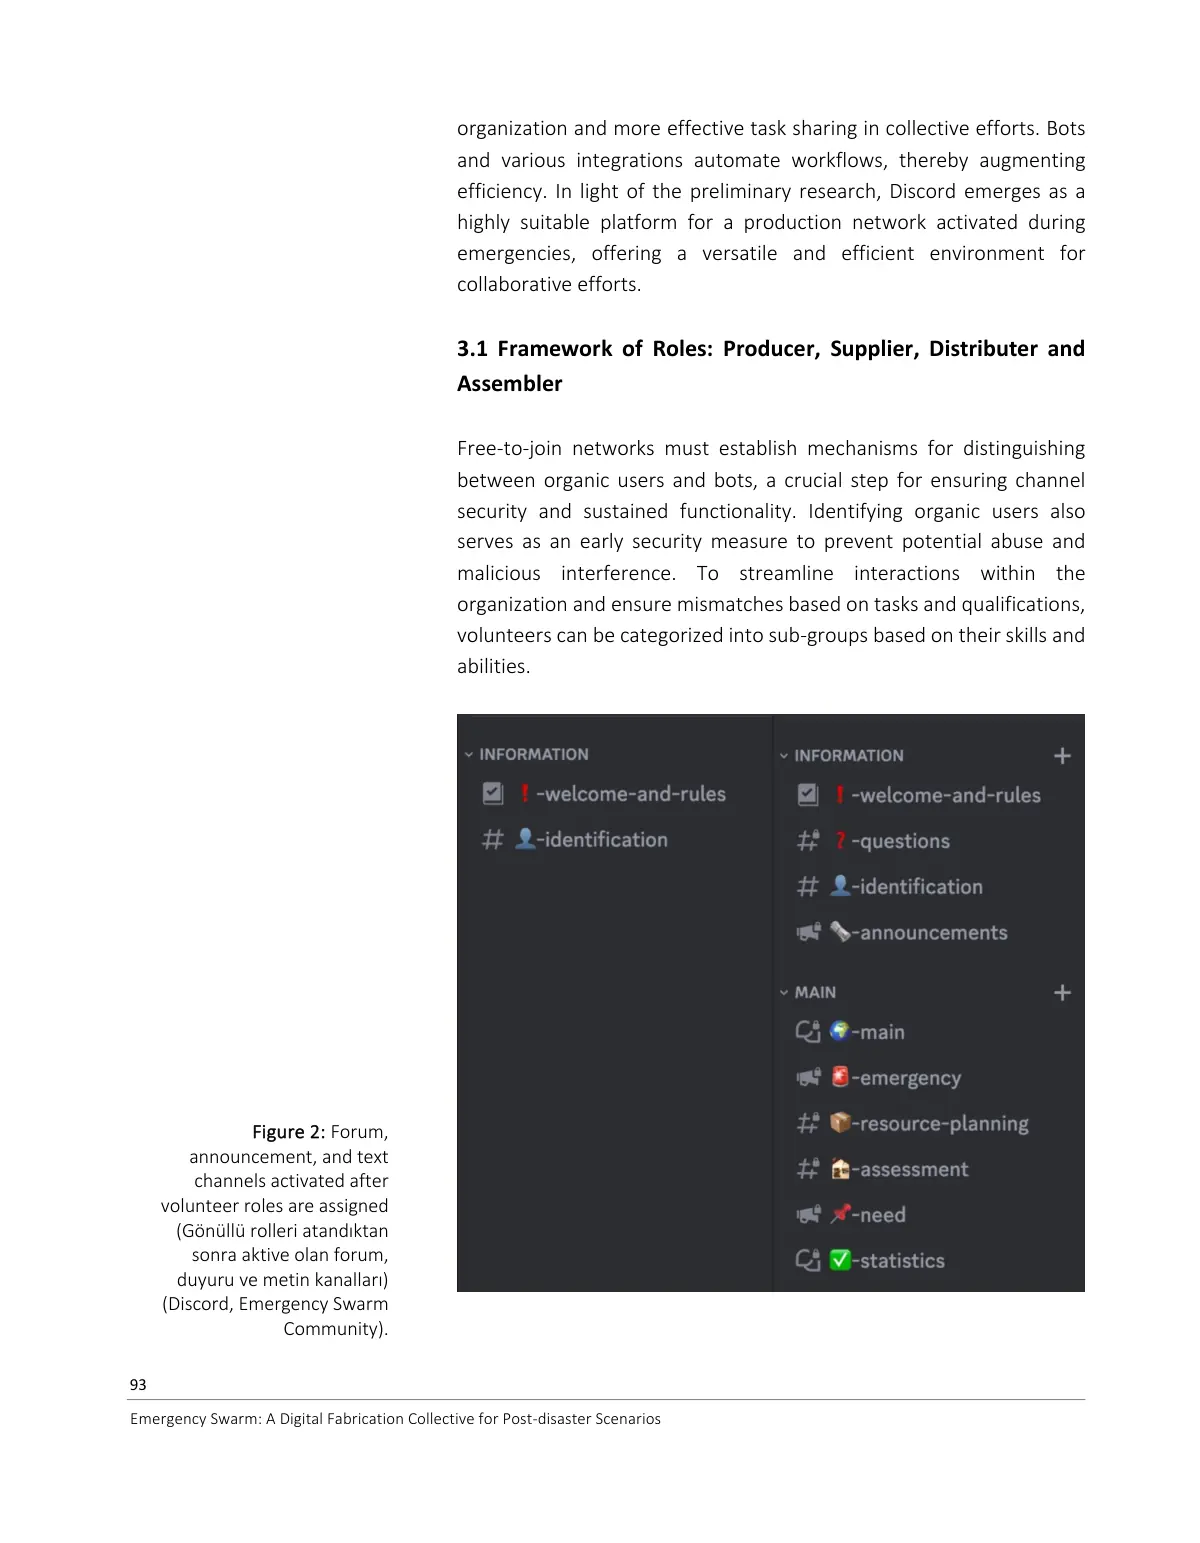 organization and more effective task sharing in collective efforts. Bots
and various integrations automate workflows, thereby augmenting
efficiency. In light of the preliminary research, Discord emerges as a
highly suitable platform for a production network activated during
emergencies, offering a versatile and efficient environment for
collaborative efforts.
3.1 Framework of Roles: Producer, Supplier, Distributer and
Assembler
Free-to-join networks must establish mechanisms for distinguishing
between organic users and bots, a crucial step for ensuring channel
security and sustained functionality. Identifying organic users also
serves as an early security measure to prevent potential abuse and
malicious interference. To streamline interactions within the
organization and ensure mismatches based on tasks and qualifications,
volunteers can be categorized into sub-groups based on their skills and
abilities.
INFORMATION
# ❗-welcome-and-rules
# 👤-identification
INFORMATION +
❗-welcome-and-rules
# ❓-questions
# 👤-identification
🗞️-announcements
MAIN +
🌍-main
🚨-emergency
# 📦-resource-planning
# 🏚️-assessment
📌-need
✅-statistics
Figure 2: Forum,
announcement, and text
channels activated after
volunteer roles are assigned
(Gönüllü rolleri atandıktan
sonra aktive olan forum,
duyuru ve metin kanalları)
(Discord, Emergency Swarm
Community).
93
Emergency Swarm: A Digital Fabrication Collective for Post-disaster Scenarios